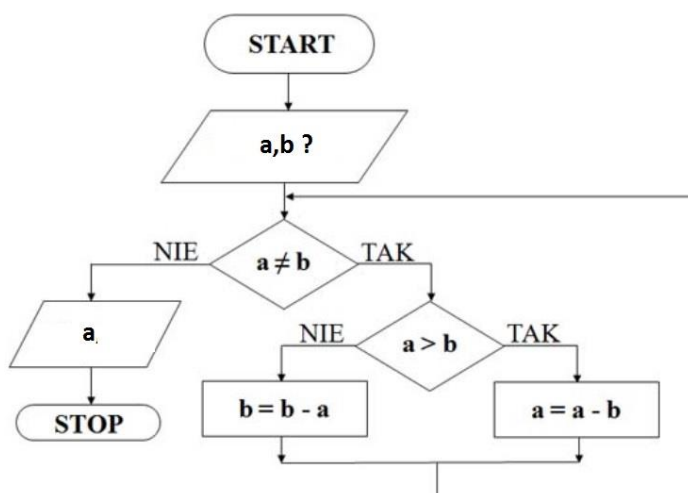 START
a,b ?
NIE
a ≠ b
TAK
a
NIE
a > b
TAK
b = b - a
a = a - b
STOP